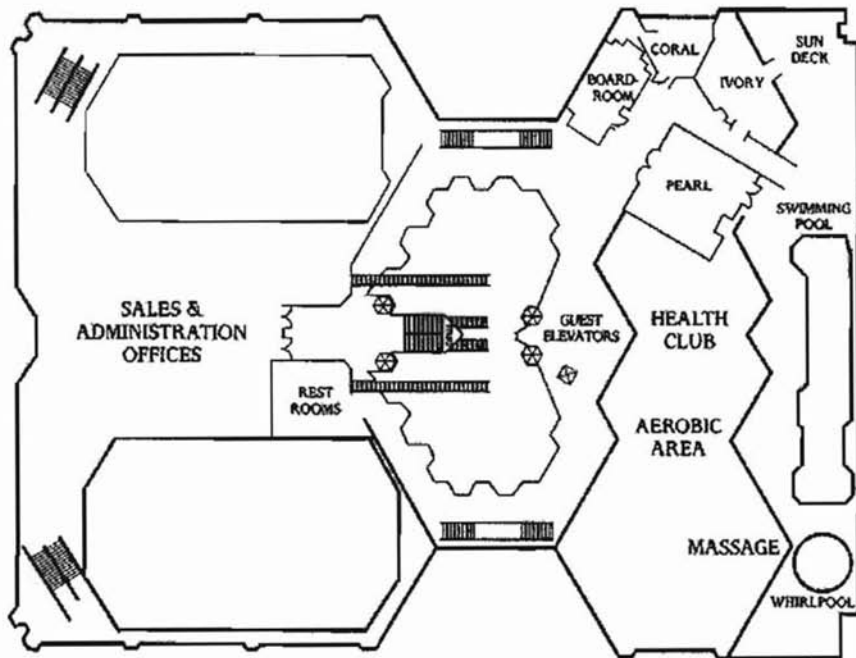 SUN
DECK
CORAL
BOARD-
ROOM
IVORY
PEARL
SWIMMING
POOL
SALES &
ADMINISTRATION
OFFICES
GUEST
ELEVATORS
HEALTH
CLUB
REST
ROOMS
AEROBIC
AREA
MASSAGE
WHIRLPOOL